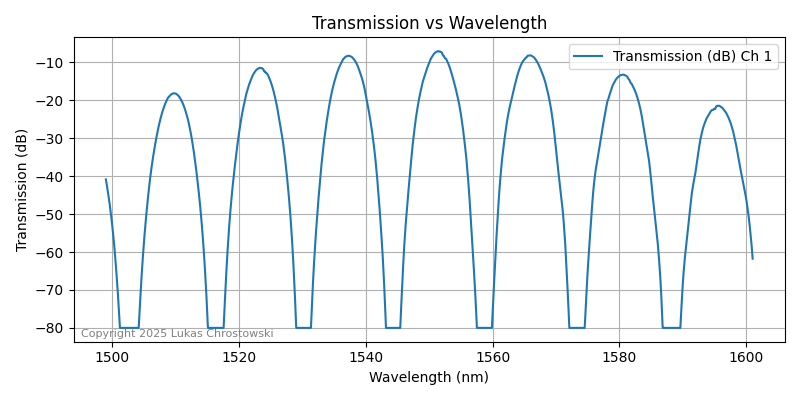 Transmission vs Wavelength
Transmission (dB) Ch 1
Transmission (dB)
−10
−20
−30
−40
−50
−60
−70
−80
Copyright 2025 Lukas Chrostowski
1500
1520
1540
1560
1580
1600
Wavelength (nm)